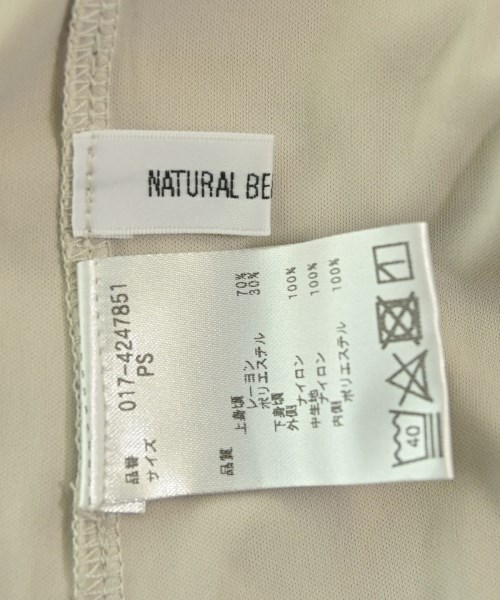 NATURAL BE
品番 017-4247851
サイズ PS
品質 上身頃
レーヨン 70%
ポリエステル 30%
下身頃
外側 ナイロン 100%
中生地 ナイロン 100%
内側 ポリエステル 100%
40